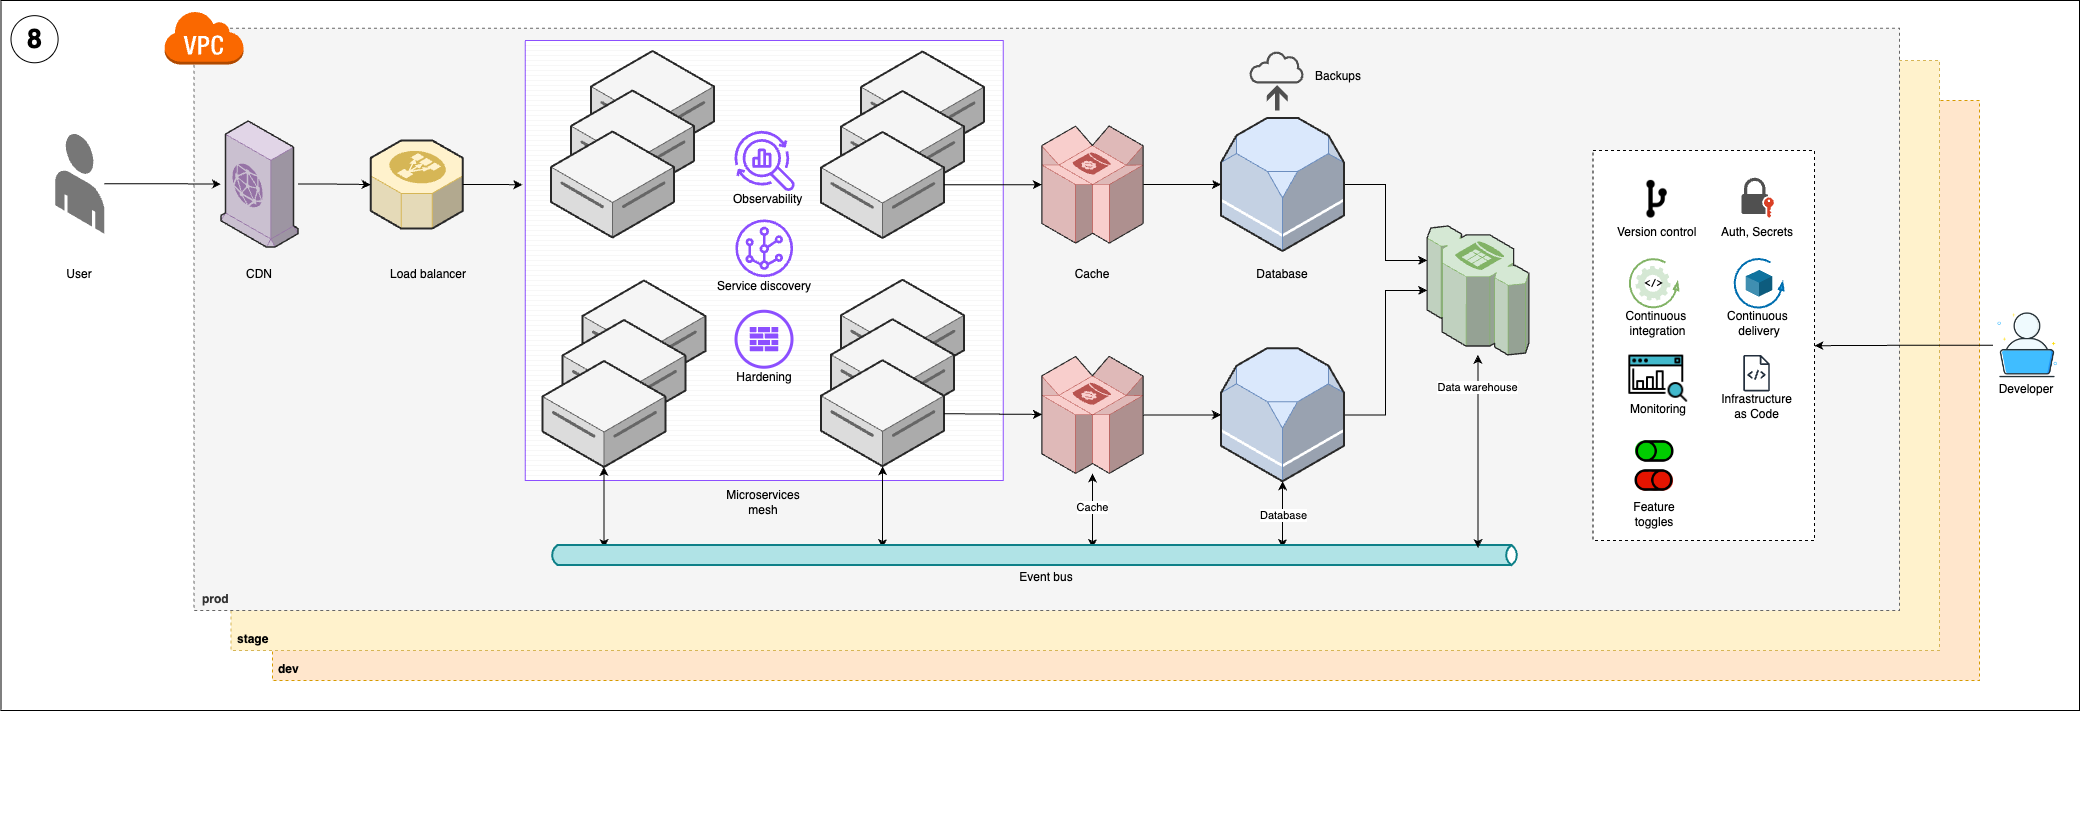 8
VPC
Backups
Observability
Version control
Auth, Secrets
User
CDN
Load balancer
Service discovery
Cache
Database
</>
Continuous
integration
Continuous
delivery
Hardening
Data warehouse
Developer
Monitoring
</>
Infrastructure
as Code
Microservices
mesh
Cache
Database
Feature
toggles
Event bus
prod
stage
dev